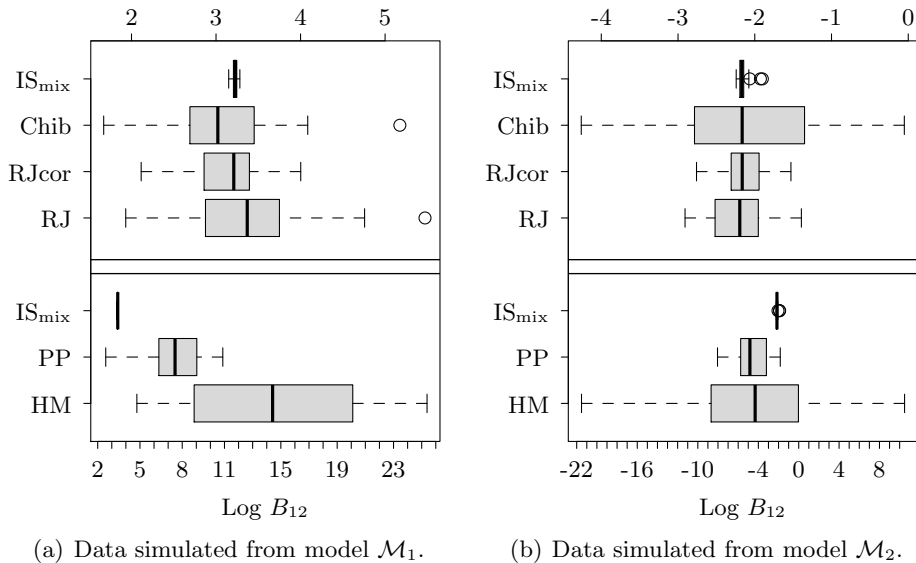 2 3 4 5
IS_mix
Chib
RJcor
RJ
IS_mix
PP
HM
2 5 8 11 15 19 23
Log B_12
(a) Data simulated from model M_1.
-4 -3 -2 -1 0
IS_mix
Chib
RJcor
RJ
IS_mix
PP
HM
-22 -16 -10 -4 0 4 8
Log B_12
(b) Data simulated from model M_2.